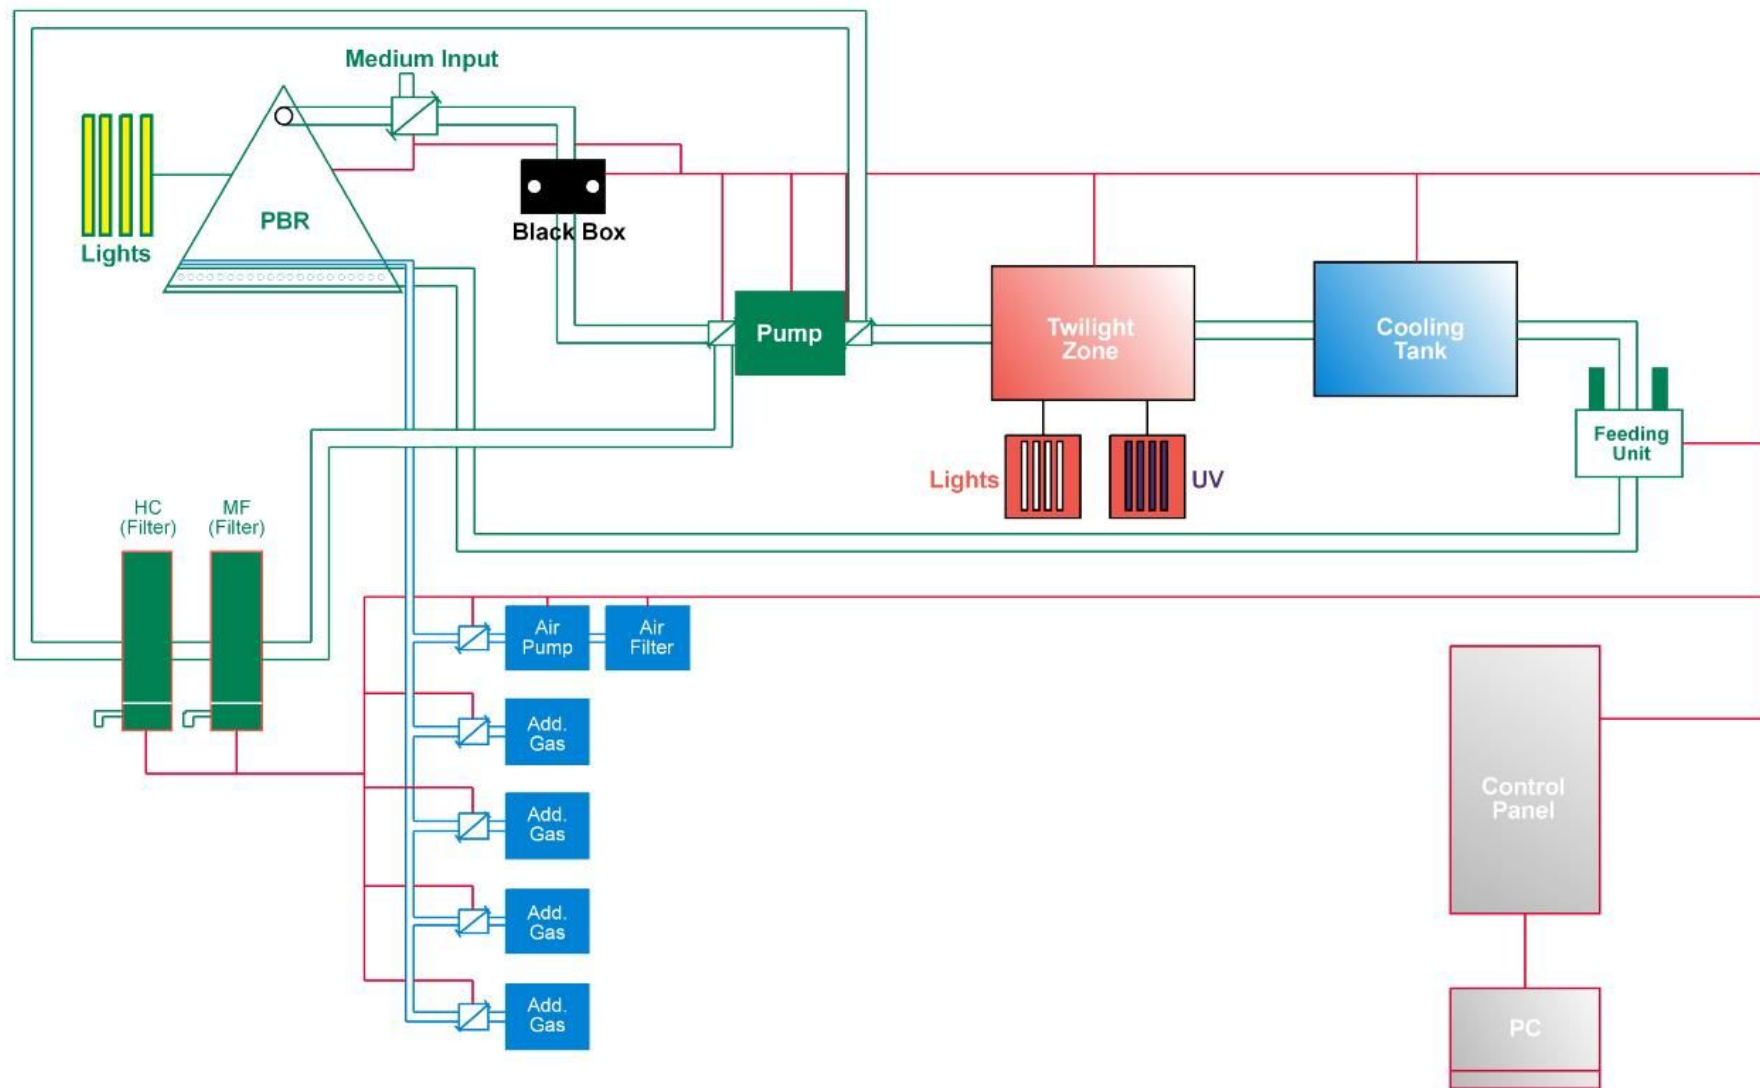 Medium Input
Lights
PBR
Black Box
Pump
Twilight
Zone
Cooling
Tank
Feeding
Unit
Lights
UV
HC
(Filter)
MF
(Filter)
Air
Pump
Air
Filter
Add.
Gas
Add.
Gas
Add.
Gas
Add.
Gas
Control
Panel
PC